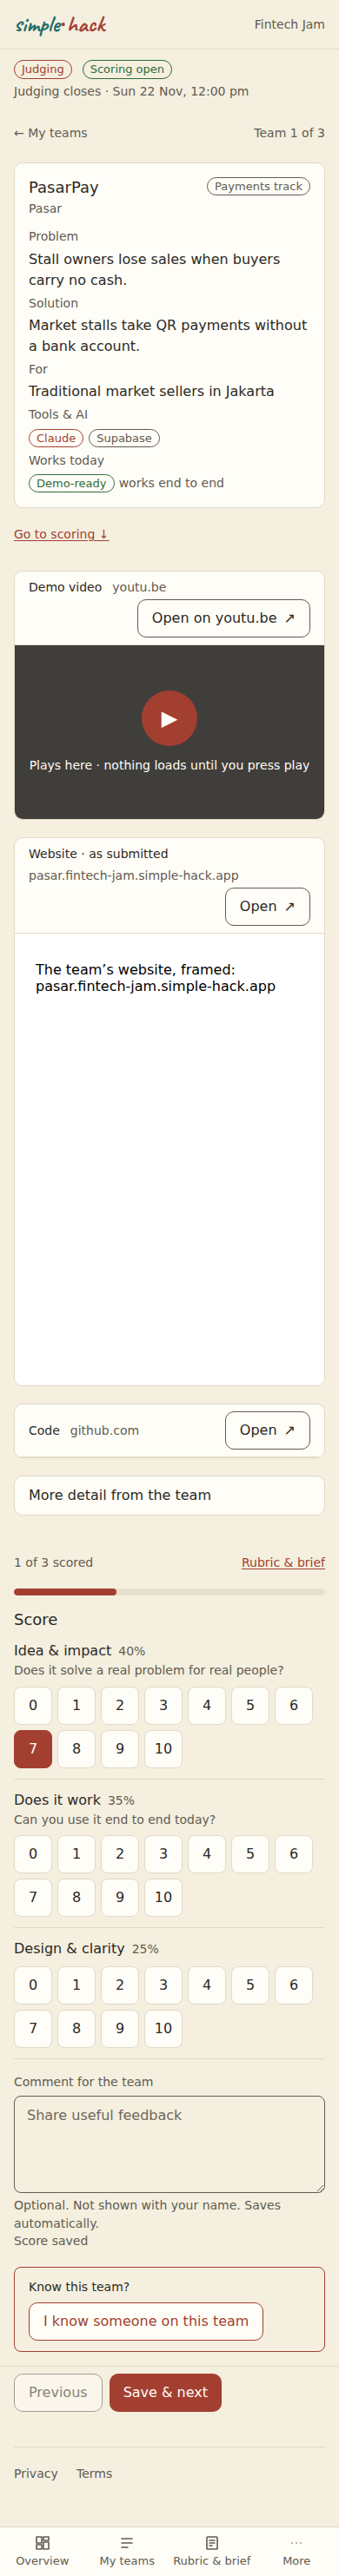 simple·hack
Fintech Jam
Judging
Scoring open
Judging closes · Sun 22 Nov, 12:00 pm
← My teams
Team 1 of 3
PasarPay
Payments track
Pasar
Problem
Stall owners lose sales when buyers
carry no cash.
Solution
Market stalls take QR payments without
a bank account.
For
Traditional market sellers in Jakarta
Tools & AI
Claude
Supabase
Works today
Demo-ready works end to end
Go to scoring ↓
Demo video youtu.be
Open on youtu.be ↗
Plays here · nothing loads until you press play
Website · as submitted
pasar.fintech-jam.simple-hack.app
Open ↗
The team’s website, framed:
pasar.fintech-jam.simple-hack.app
Code github.com
Open ↗
More detail from the team
1 of 3 scored
Rubric & brief
Score
Idea & impact 40%
Does it solve a real problem for real people?
0 1 2 3 4 5 6
7 8 9 10
Does it work 35%
Can you use it end to end today?
0 1 2 3 4 5 6
7 8 9 10
Design & clarity 25%
0 1 2 3 4 5 6
7 8 9 10
Comment for the team
Share useful feedback
Optional. Not shown with your name. Saves
automatically.
Score saved
Know this team?
I know someone on this team
Previous
Save & next
Privacy
Terms
Overview
My teams
Rubric & brief
More